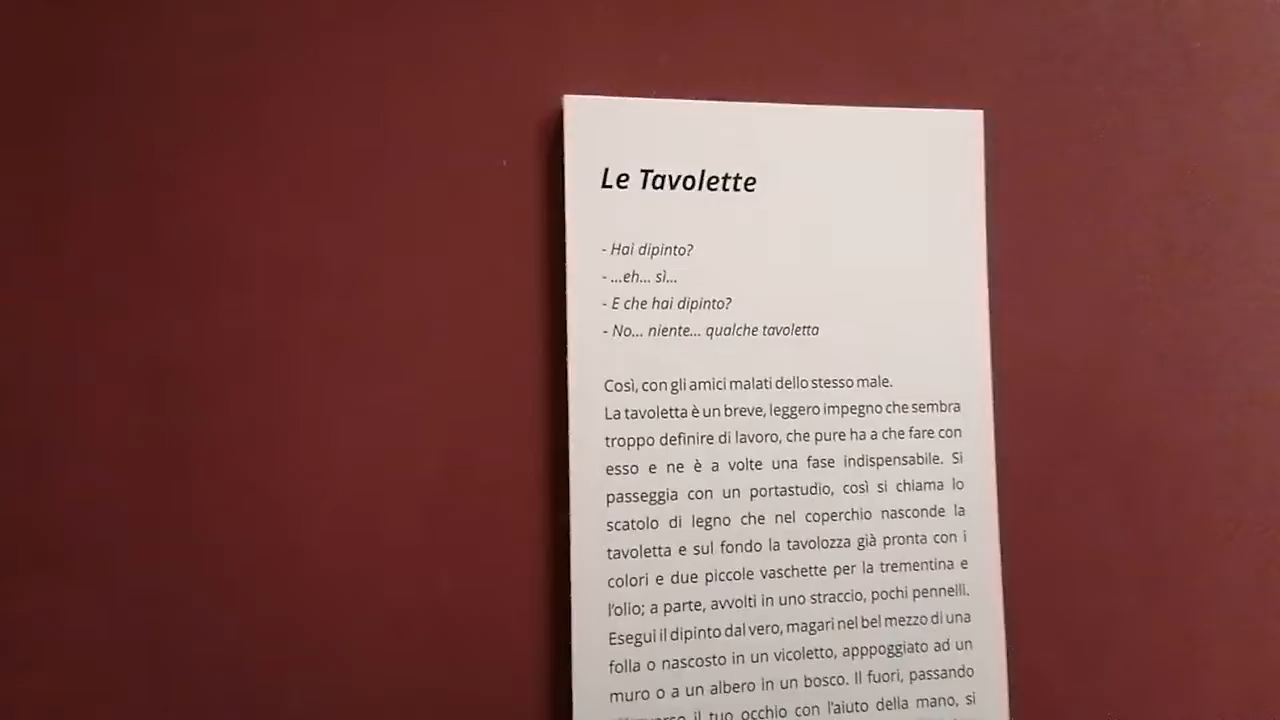 Le Tavolette
- Hai dipinto?
- ...eh... sì...
- E che hai dipinto?
- No... niente... qualche tavoletta
Così, con gli amici malati dello stesso male.
La tavoletta è un breve, leggero impegno che sembra
troppo definire di lavoro, che pure ha a che fare con
esso e ne è a volte una fase indispensabile. Si
passeggia con un portastudio, così si chiama lo
scatolo di legno che nel coperchio nasconde la
tavoletta e sul fondo la tavolozza già pronta con i
colori e due piccole vaschette per la trementina e
l'olio; a parte, avvolti in uno straccio, pochi pennelli.
Esegui il dipinto dal vero, magari nel bel mezzo di una
folla o nascosto in un vicoletto, apppoggiato ad un
muro o a un albero in un bosco. Il fuori, passando
il tuo occhio con l'aiuto della mano, si